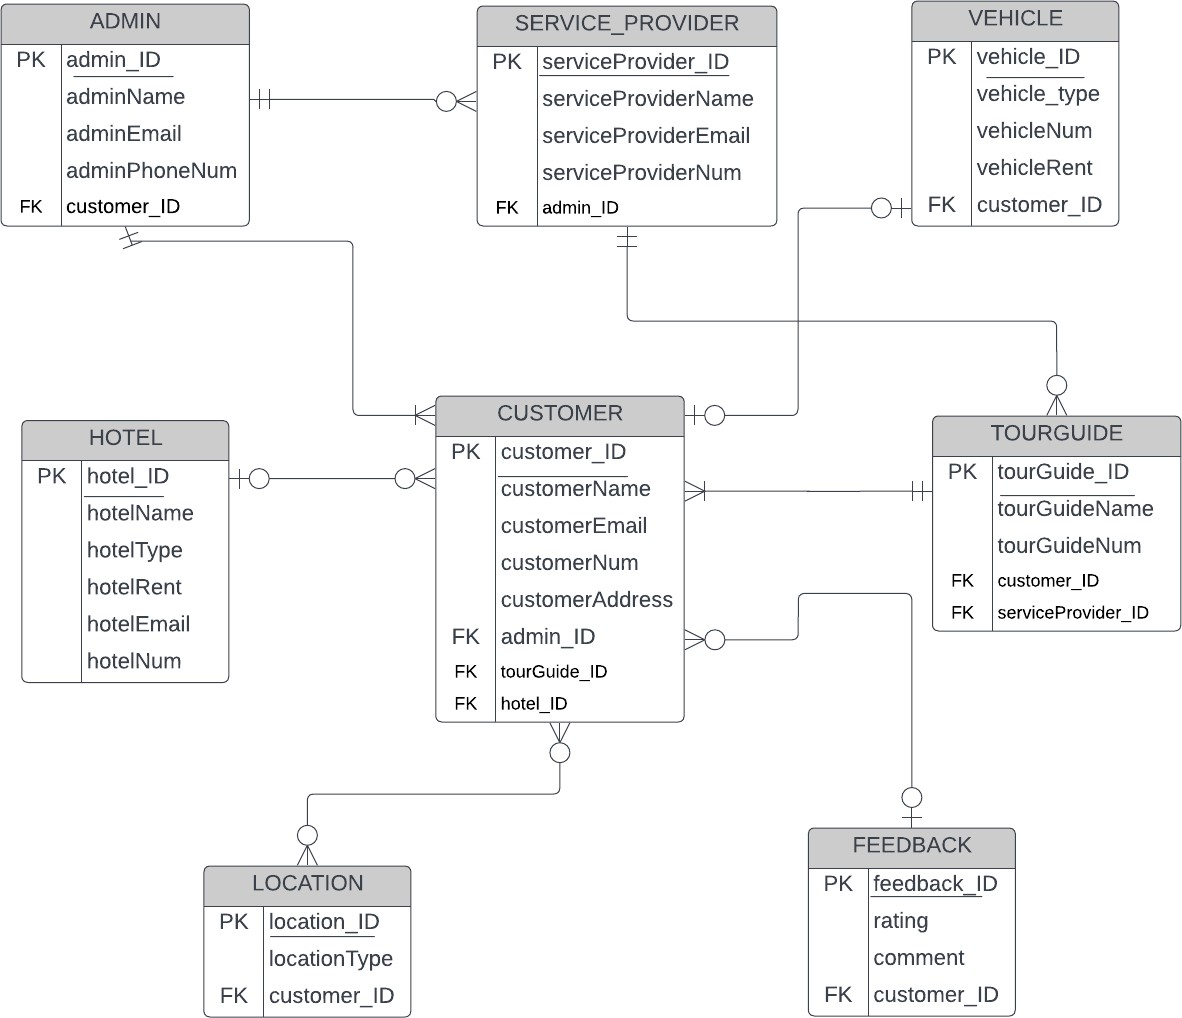 ADMIN
PK admin_ID
adminName
adminEmail
adminPhoneNum
FK customer_ID
SERVICE_PROVIDER
PK serviceProvider_ID
serviceProviderName
serviceProviderEmail
serviceProviderNum
FK admin_ID
VEHICLE
PK vehicle_ID
vehicle_type
vehicleNum
vehicleRent
FK customer_ID
HOTEL
PK hotel_ID
hotelName
hotelType
hotelRent
hotelEmail
hotelNum
CUSTOMER
PK customer_ID
customerName
customerEmail
customerNum
customerAddress
FK admin_ID
FK tourGuide_ID
FK hotel_ID
TOURGUIDE
PK tourGuide_ID
tourGuideName
tourGuideNum
FK customer_ID
FK serviceProvider_ID
LOCATION
PK location_ID
locationType
FK customer_ID
FEEDBACK
PK feedback_ID
rating
comment
FK customer_ID